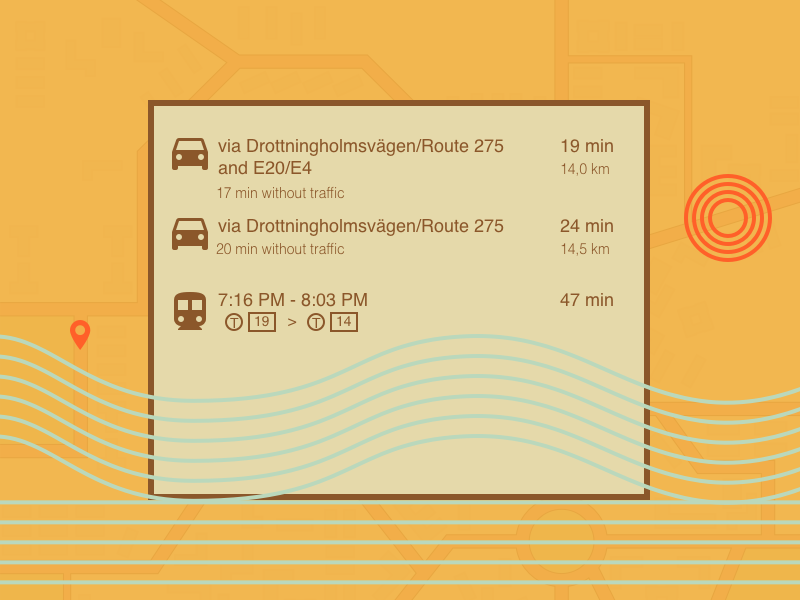 via Drottningholmsvägen/Route 275 19 min
and E20/E4 14,0 km
17 min without traffic
via Drottningholmsvägen/Route 275 24 min
20 min without traffic 14,5 km
7:16 PM - 8:03 PM 47 min
T 19 > T 14